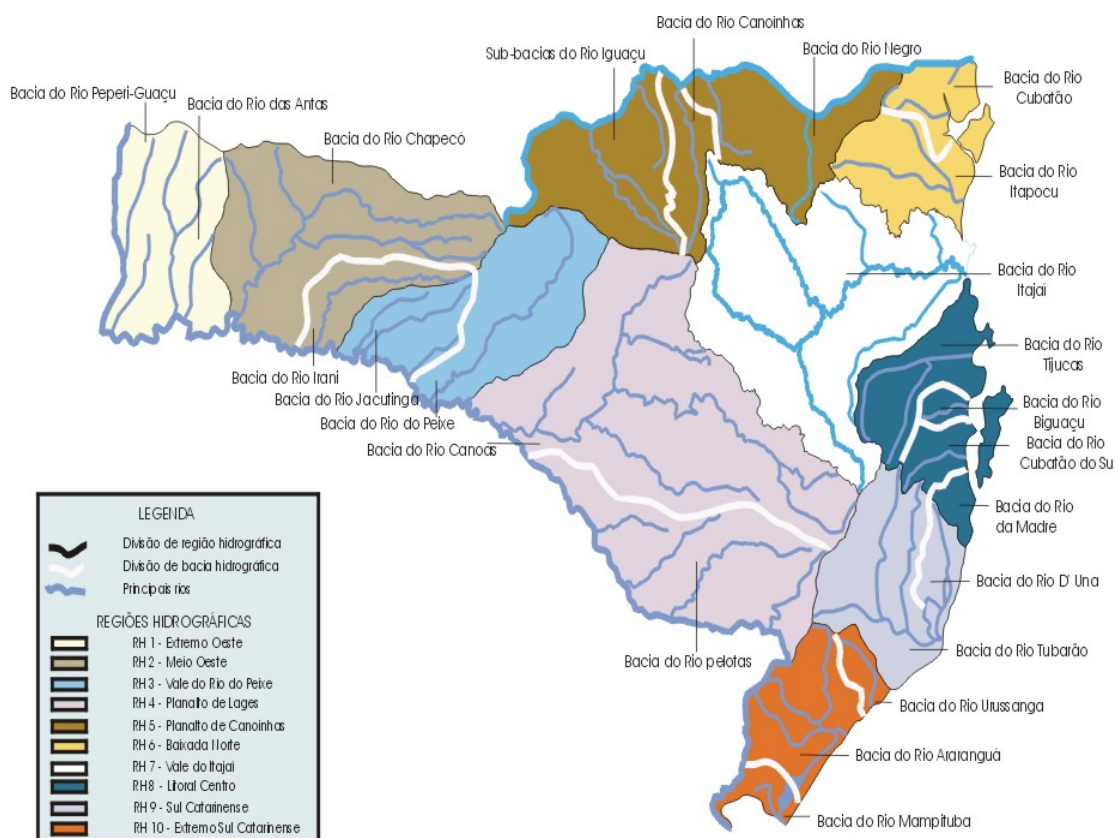 Bacia do Rio Canoinhas
Sub-bacias do Rio Iguaçu
Bacia do Rio Negro
Bacia do Rio
Cubatão
Bacia do Rio Peperi-Guaçu
Bacia do Rio das Antas
Bacia do Rio Chapecó
Bacia do Rio
Itapocu
Bacia do Rio
Itajaí
Bacia do Rio
Tijucas
Bacia do Rio Irani
Bacia do Rio Jacutinga
Bacia do Rio do Peixe
Bacia do Rio Canoas
Bacia do Rio
Biguaçu
Bacia do Rio
Cubatão do Su
Bacia do Rio
da Madre
Bacia do Rio D' Una
Bacia do Rio Tubarão
Bacia do Rio pelotas
Bacia do Rio Urussanga
Bacia do Rio Araranguá
Bacia do Rio Mampituba
LEGENDA
Divisão de região hidrográfica
Divisão de bacia hidrográfica
Principais rios
REGIÕES HIDROGRÁFICAS
RH 1 - Extremo Oeste
RH 2 - Meio Oeste
RH 3 - Vale do Rio do Peixe
RH 4 - Planalto de Lages
RH 5 - Planalto de Canoinhas
RH 6 - Baixada Norte
RH 7 - Vale do Itajaí
RH8 - Litoral Centro
RH 9 - Sul Catarinense
RH 10 - Extremo Sul Catarinense